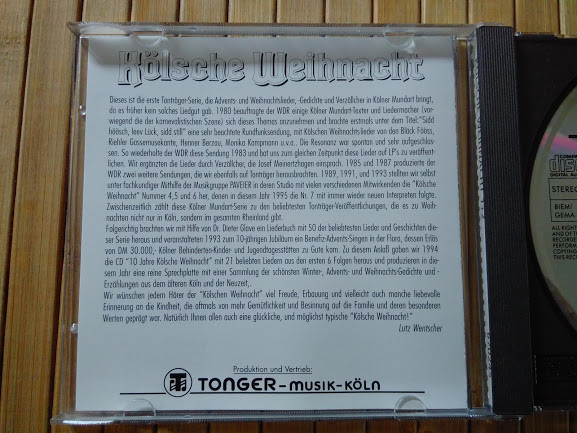 Kölsche Weihnacht
Dieses ist die erste Tonträger-Serie, die Advents- und Weihnachtslieder, -Gedichte und Verzällcher in Kölner Mundart bringt,
da es früher kein solches Liedgut gab. 1980 beauftragte der WDR einige Kölner Mundart-Texter und Liedermacher (vor-
wiegend der karnevalistischen Szene) sich dieses Themas anzunehmen und brachte erstmals unter dem Titel:"Sidd
höösch, leev Lück, sidd still" eine sehr beachtete Rundfunksendung, mit Kölschen Weihnachtsliedern von den Bläck Fööss,
Riehler Gassermusekante, Henner Berzau, Monika Kampmann u.v.a.. Die Resonanz war spontan und sehr aufgeschlos-
sen. So wiederholte der WDR diese Sendung 1983 und bat uns zum gleichen Zeitpunkt diese Lieder auf LP's zu veröffent-
lichen. Wir ergänzten die Lieder durch Verzällcher, die Josef Meinertzhagen einsprach. 1985 und 1987 produzierte der
WDR zwei weitere Sendungen, die wir ebenfalls auf Tonträger herausbrachten. 1989, 1991, und 1993 stellten wir selbst
unter fachkundiger Mithilfe der Musikgruppe PAVEIER in deren Studio mit vielen verschiedenen Mitwirkenden die "Kölsche
Weihnacht" Nummer 4,5 und 6 her, denen in diesem Jahr 1995 die Nr. 7 mit immer wieder neuen Interpreten folgte.
Zwischenzeitlich zählt diese Kölner Mundart-Serie zu den beliebtesten Tonträger-Veröffentlichungen, die es zu Weih-
nachten nicht nur in Köln, sondern im gesamten Rheinland gibt.
Folgerichtig brachten wir mit Hilfe von Dr. Dieter Glave ein Liederbuch mit 50 der beliebtesten Lieder und Geschichten die-
ser Serie heraus und veranstalteten 1993 zum 10-jährigen Jubiläum ein Benefiz-Advent-Singen in der Flora, dessen Erlös
von DM 30.000,- Kölner Behinderten-Kinder- und Jugendtagesstätten zu Gute kam. Zu diesem Anlaß gaben wir 1994
die CD "10 Jahre Kölsche Weihnacht" mit 21 beliebten Liedern aus den ersten 6 Folgen heraus und produzieren in die-
sem Jahr eine reine Sprechplatte mit einer Sammlung der schönsten Winter-, Advents- und Weihnachts-Gedichte und -
Erzählungen aus dem älteren Köln und der Neuzeit,.
Wir wünschen jedem Hörer der "Kölschen Weihnacht" viel Freude, Erbauung und vielleicht auch manche liebevolle
Erinnerung an die Kindheit, die oftmals von mehr Gemütlichkeit und Besinnung auf die Familie und deren besonderen
Werten geprägt war. Natürlich Ihnen allen auch eine glückliche, und möglichst typische "Kölsche Weihnacht!"
Lutz Wentscher
Produktion und Vertrieb:
TONGER-MUSIK-KÖLN
DIGITAL AU
STEREO
BIEM/
GEMA
ALL RIGHT